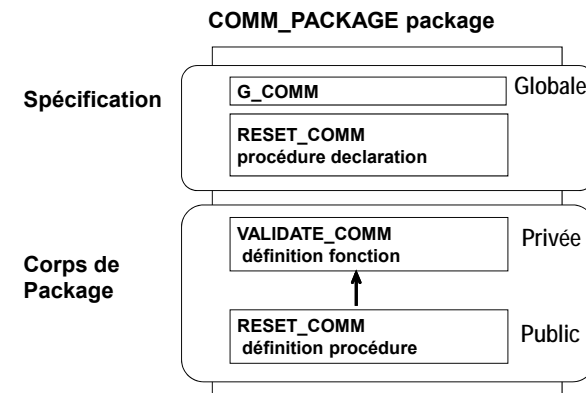 COMM_PACKAGE package
Spécification
G_COMM
Globale
RESET_COMM
procédure declaration
Corps de
Package
VALIDATE_COMM
définition fonction
Privée
RESET_COMM
définition procédure
Public